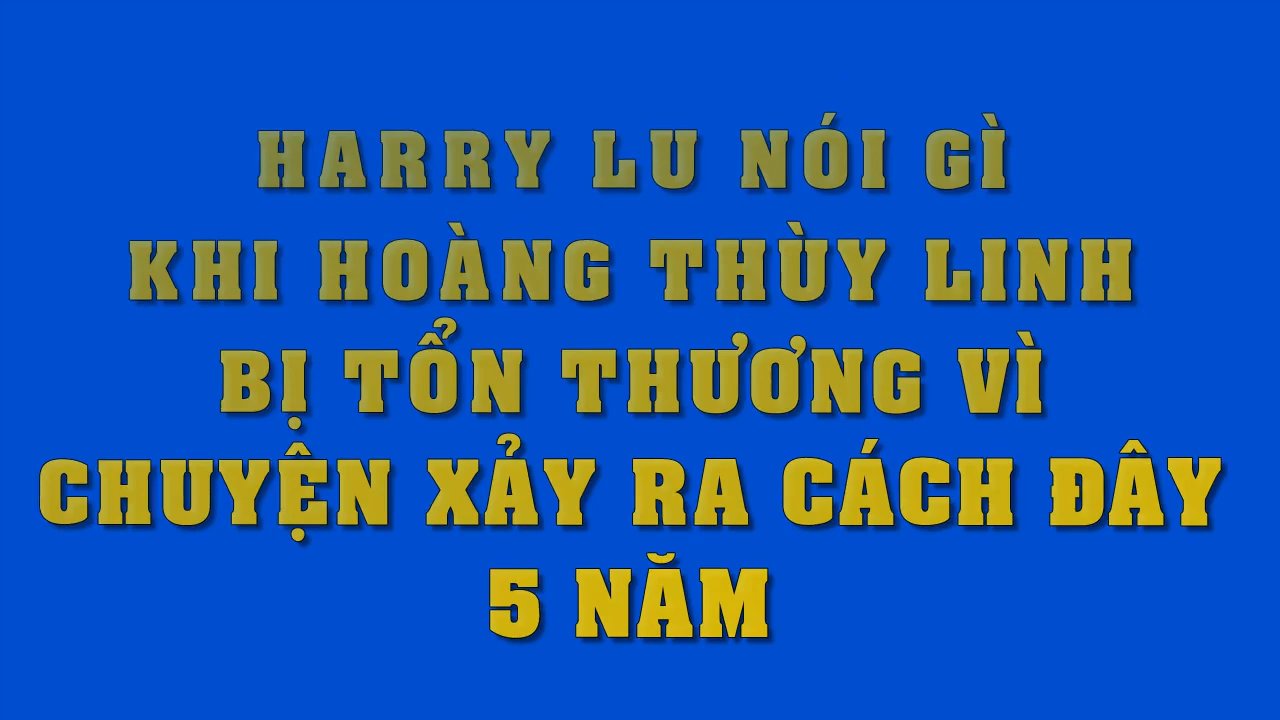 HARRY LU NÓI GÌ
KHI HOÀNG THÙY LINH
BỊ TỔN THƯƠNG VÌ
CHUYỆN XẢY RA CÁCH ĐÂY
5 NĂM